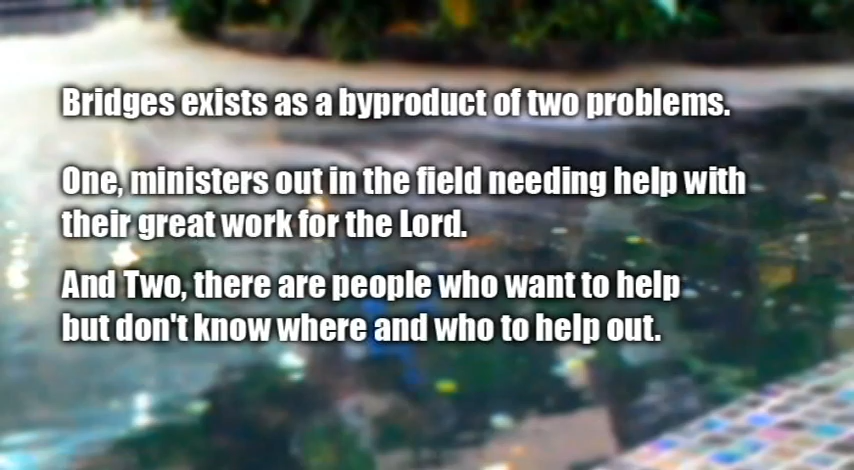 Bridges exists as a byproduct of two problems.
One, ministers out in the field needing help with
their great work for the Lord.
And Two, there are people who want to help
but don't know where and who to help out.